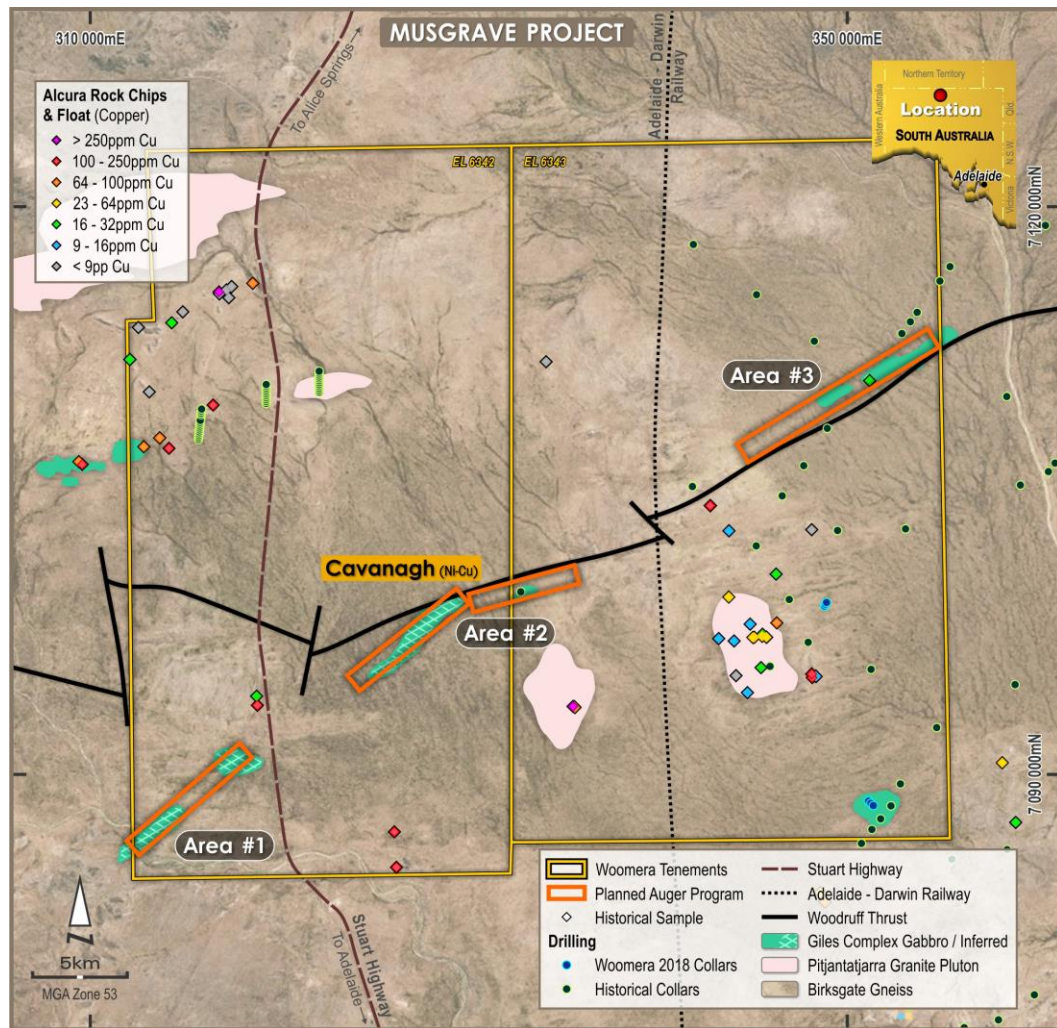 310 000mE
MUSGRAVE PROJECT
350 000mE
To Alice Springs
Adelaide - Darwin
Railway
Northern Territory
Western Australia
Qld.
Location
SOUTH AUSTRALIA
N.S.W.
Adelaide
Victoria
Alcura Rock Chips
& Float (Copper)
> 250ppm Cu
100 - 250ppm Cu
64 - 100ppm Cu
23 - 64ppm Cu
16 - 32ppm Cu
9 - 16ppm Cu
< 9pp Cu
EL 6342
EL 6343
7 120 000mN
Area #3
Cavanagh (Ni-Cu)
Area #2
7 090 000mN
Area #1
Stuart Highway
To Adelaide
N
5km
MGA Zone 53
Woomera Tenements
Planned Auger Program
Historical Sample
Drilling
Woomera 2018 Collars
Historical Collars
Stuart Highway
Adelaide - Darwin Railway
Woodruff Thrust
Giles Complex Gabbro / Inferred
Pitjantatjarra Granite Pluton
Birksgate Gneiss